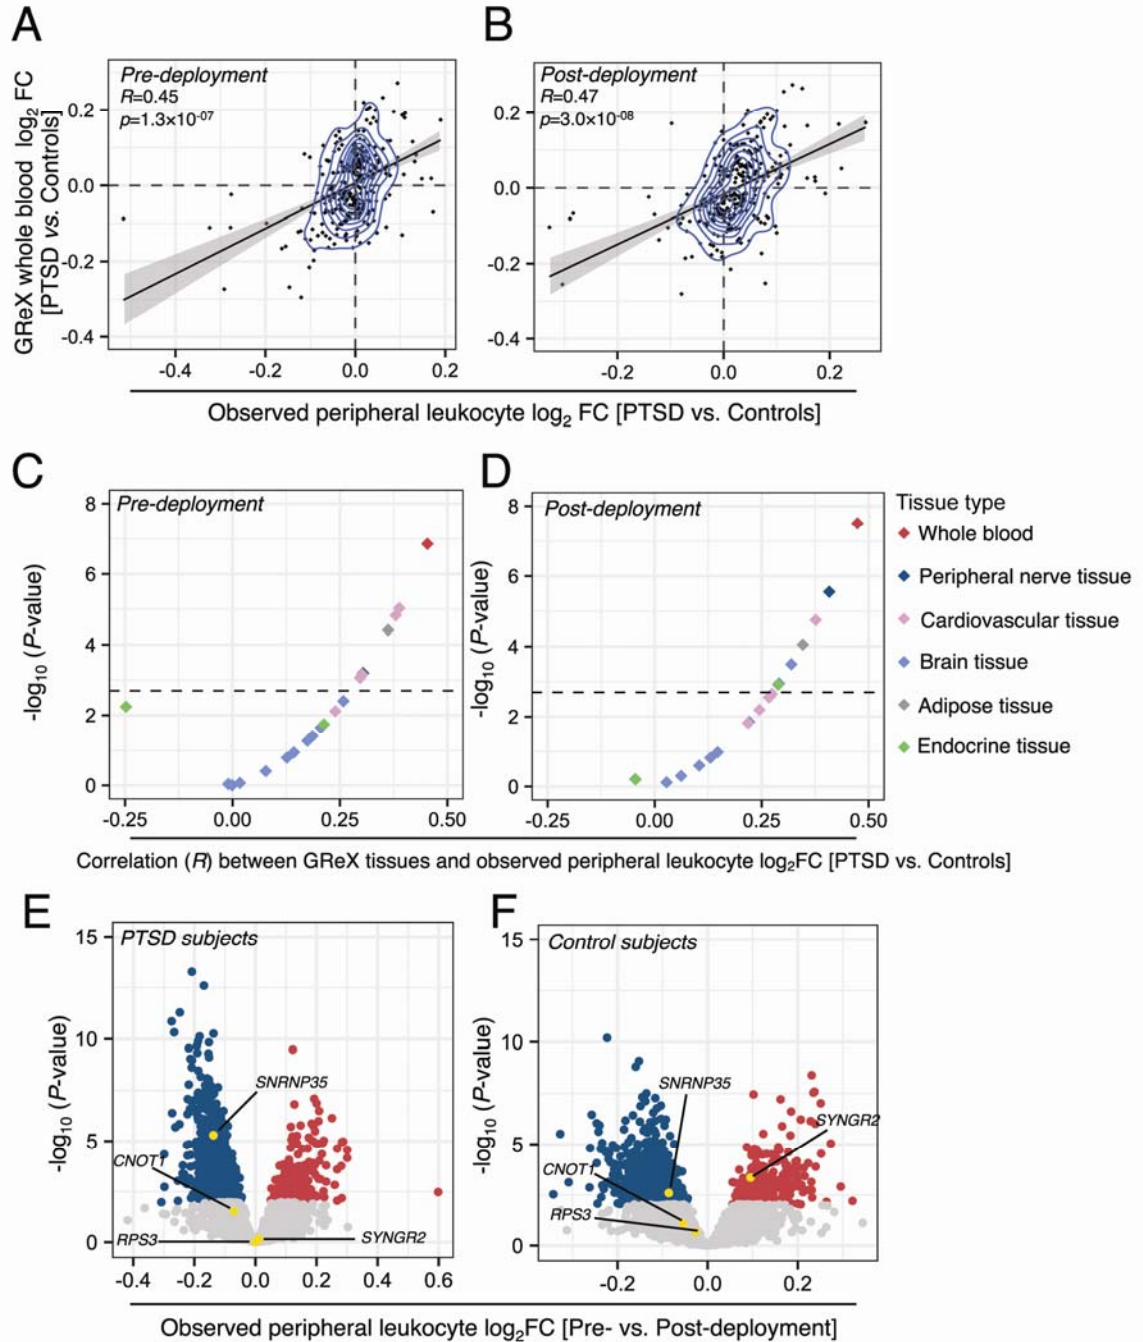 A
B
GReX whole blood log2 FC
[PTSD vs. Controls]
Pre-deployment
R=0.45
p=1.3×10-07
0.2
0.0
-0.2
-0.4
-0.4 -0.2 0.0 0.2
Post-deployment
R=0.47
p=3.0×10-08
0.2
0.0
-0.2
-0.4
-0.2 0.0 0.2
Observed peripheral leukocyte log2 FC [PTSD vs. Controls]
C
D
-log10 (P-value)
Pre-deployment
8
6
4
2
0
-0.25 0.00 0.25 0.50
-log10 (P-value)
Post-deployment
8
6
4
2
0
-0.25 0.00 0.25 0.50
Tissue type
Whole blood
Peripheral nerve tissue
Cardiovascular tissue
Brain tissue
Adipose tissue
Endocrine tissue
Correlation (R) between GReX tissues and observed peripheral leukocyte log2FC [PTSD vs. Controls]
E
F
-log10 (P-value)
PTSD subjects
15
10
5
0
SNRNP35
CNOT1
RPS3
SYNGR2
-0.4 -0.2 0.0 0.2 0.4 0.6
-log10 (P-value)
Control subjects
15
10
5
0
SNRNP35
SYNGR2
CNOT1
RPS3
-0.2 0.0 0.2
Observed peripheral leukocyte log2FC [Pre- vs. Post-deployment]